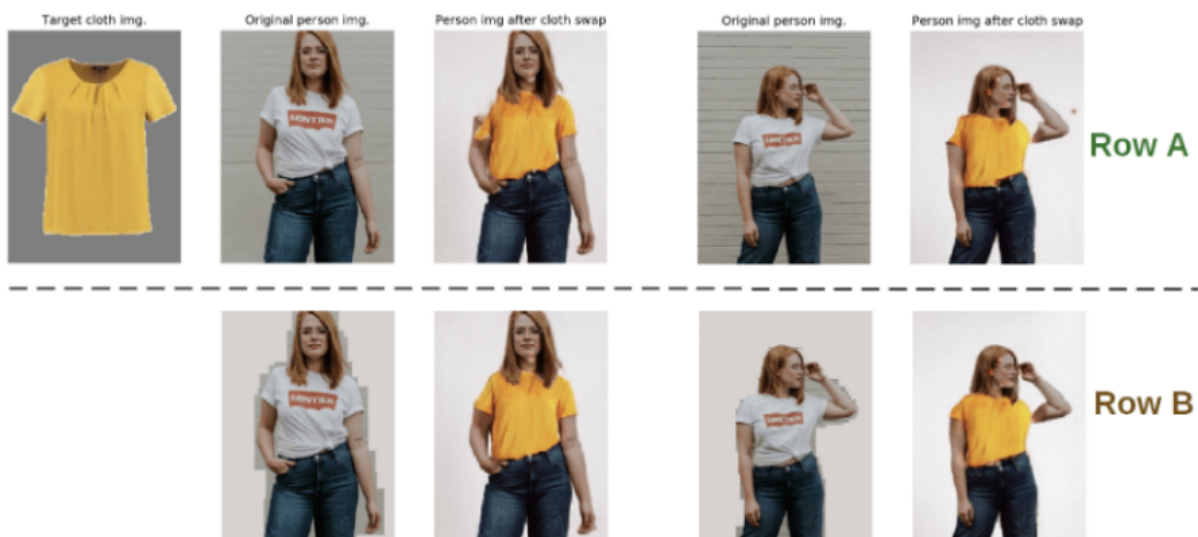 Target cloth img.
Original person img.
Person img after cloth swap
Original person img.
Person img after cloth swap
Row A
Row B